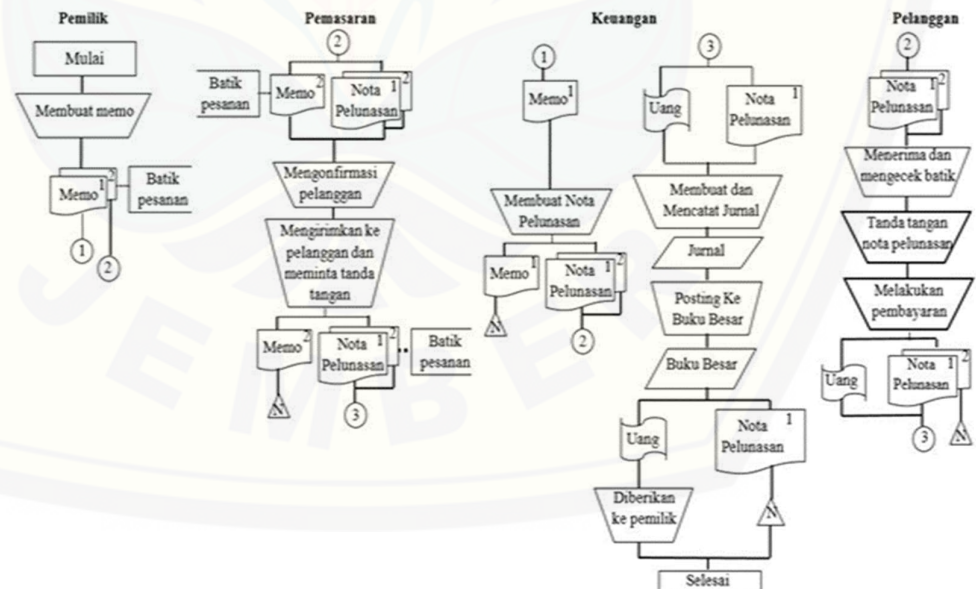 Pemilik
Mulai
Membuat memo
Memo 1
2
Batik
pesanan
1
2
Pemasaran
2
Batik
pesanan
Memo 2
Nota 1
Pelunasan
2
Mengonfirmasi
pelanggan
Mengirimkan ke
pelanggan dan
meminta tanda
tangan
Memo 2
Nota 1
Pelunasan
2
Batik
pesanan
N
3
Keuangan
1
Memo 1
Membuat Nota
Pelunasan
Memo 1
Nota 1
Pelunasan
2
N
2
3
Uang
Nota 1
Pelunasan
Membuat dan
Mencatat Jurnal
Jurnal
Posting Ke
Buku Besar
Buku Besar
Uang
Nota 1
Pelunasan
Diberikan
ke pemilik
N
Selesai
Pelanggan
2
Nota 1
Pelunasan
2
Menerima dan
mengecek batik
Tanda tangan
nota pelunasan
Melakukan
pembayaran
Uang
Nota 1
Pelunasan
2
3
N
JEMBER